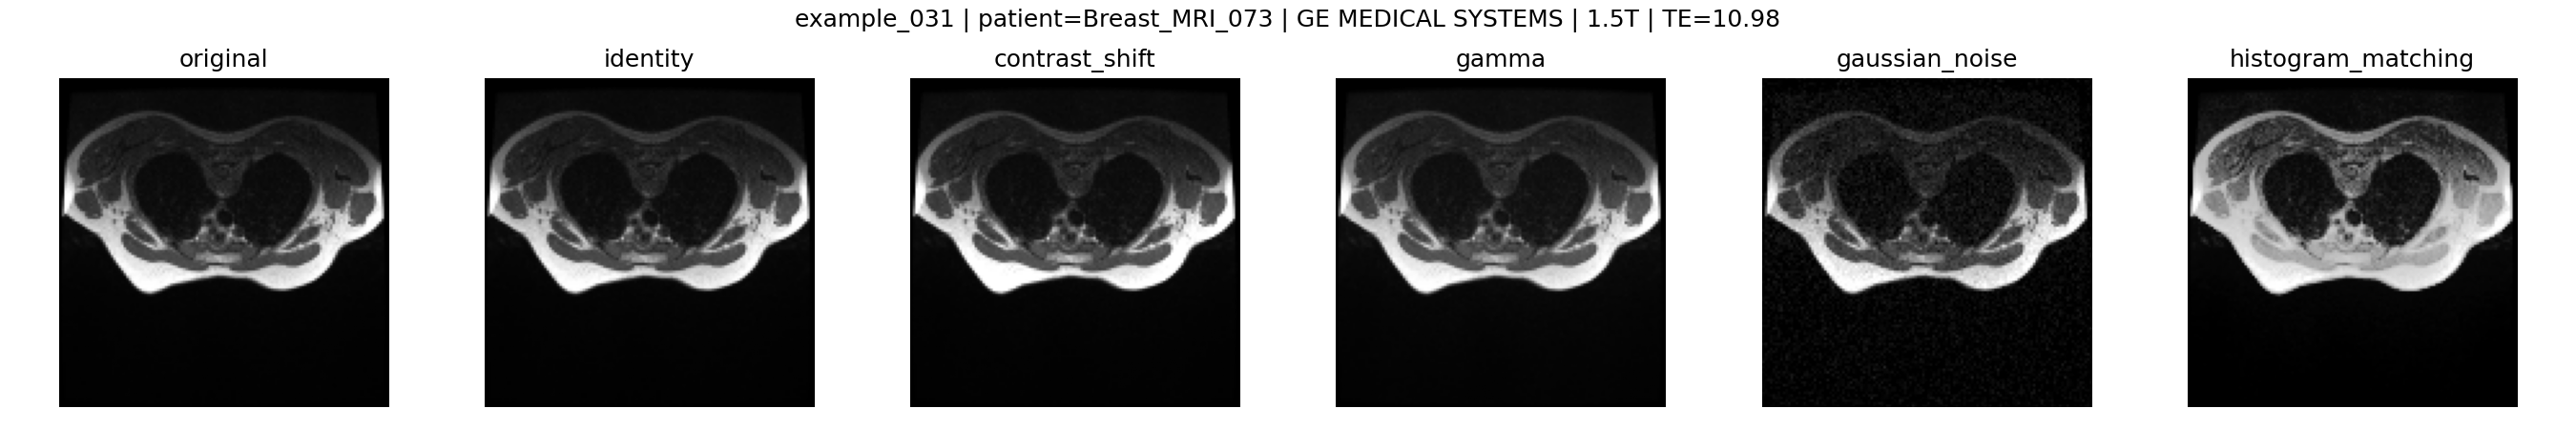 example_031 | patient=Breast_MRI_073 | GE MEDICAL SYSTEMS | 1.5T | TE=10.98
original
identity
contrast_shift
gamma
gaussian_noise
histogram_matching